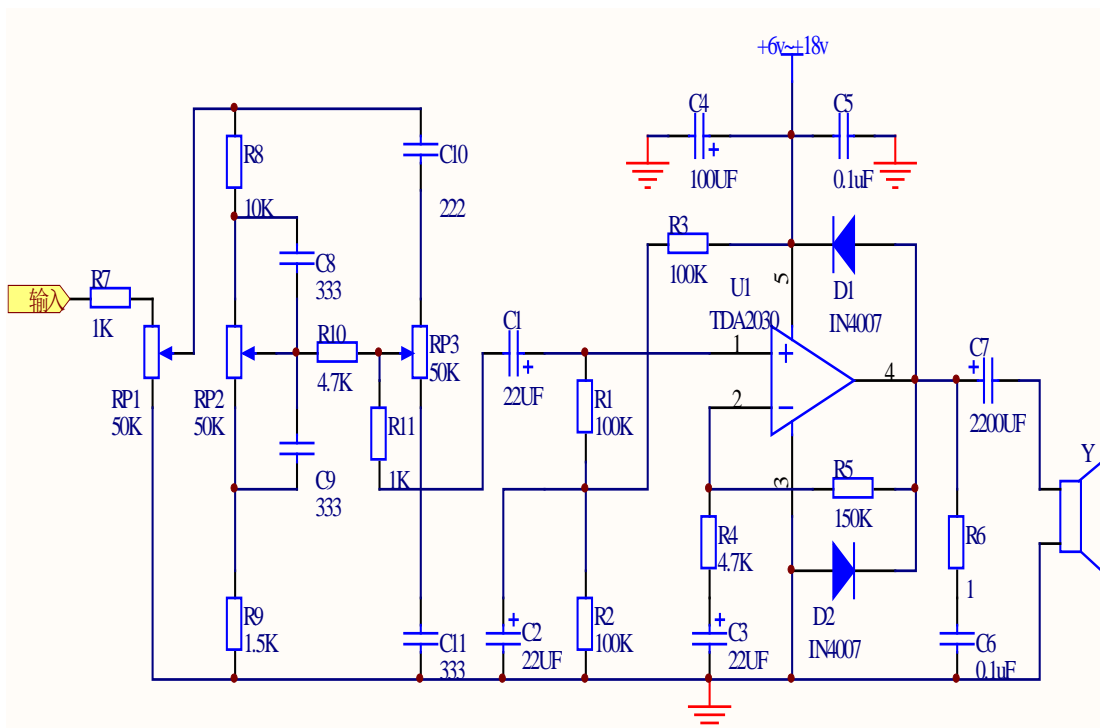 +6v~+18v
C4
100UF
C5
0.1uF
R8
10K
C10
222
R3
100K
C8
333
输入
R7
1K
U1
TDA2030
5
D1
IN4007
R10
4.7K
RP3
50K
C1
22UF
1
2
4
3
C7
2200UF
RP1
50K
RP2
50K
R11
1K
R1
100K
C9
333
R5
150K
Y
R4
4.7K
R6
1
R9
1.5K
C11
333
C2
22UF
R2
100K
C3
22UF
D2
IN4007
C6
0.1uF